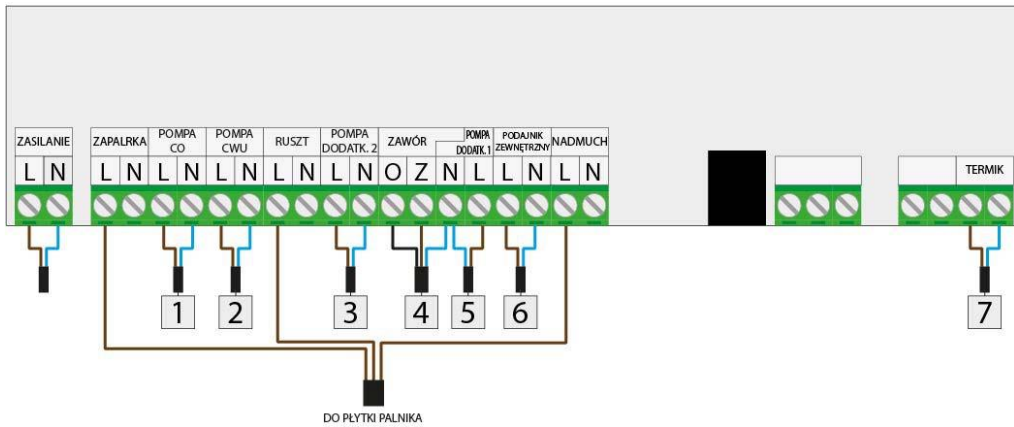 ZASILANIE
ZAPALRKA
POMPA
CO
POMPA
CWU
RUSZT
POMPA
DODATK. 2
ZAWÓR
POMPA
DODATK.1
PODAJNIK
ZEWNĘTRZNY
NADMUCH
TERMIK
L N
L N L N L N L N L N O Z N L L N L N
1 2 3 4 5 6 7
DO PŁYTKI PALNIKA